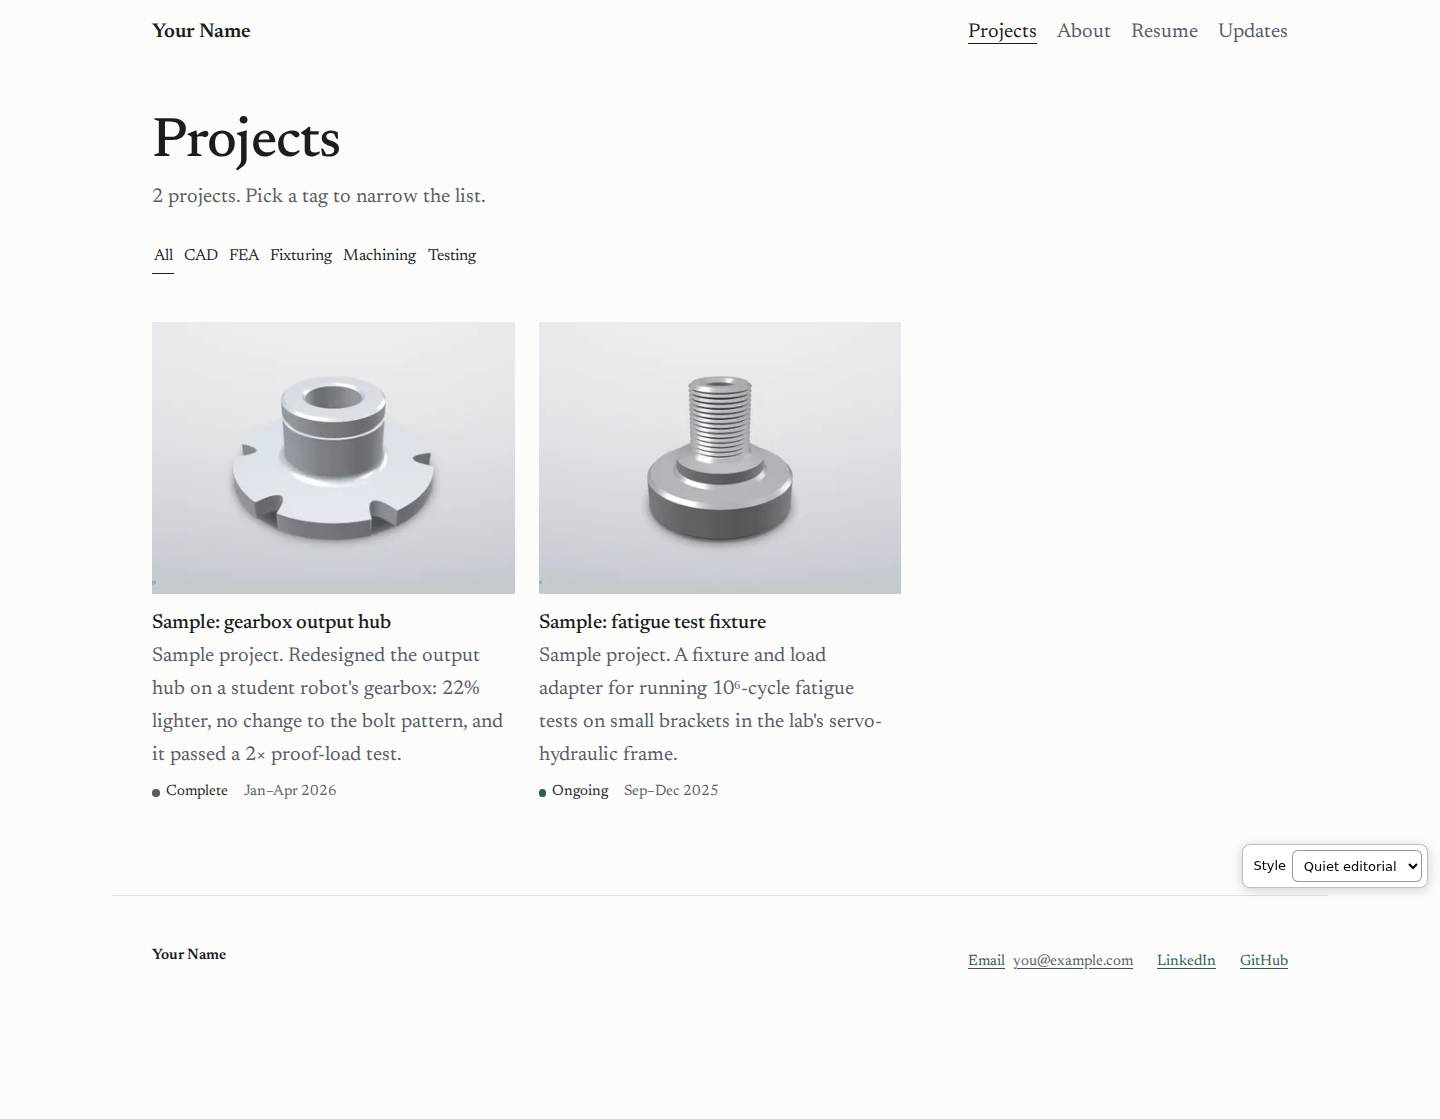 Your Name
Projects About Resume Updates
Projects
2 projects. Pick a tag to narrow the list.
All CAD FEA Fixturing Machining Testing
Sample: gearbox output hub
Sample project. Redesigned the output
hub on a student robot's gearbox: 22%
lighter, no change to the bolt pattern, and
it passed a 2× proof-load test.
Complete Jan–Apr 2026
Sample: fatigue test fixture
Sample project. A fixture and load
adapter for running 10⁶-cycle fatigue
tests on small brackets in the lab's servo-
hydraulic frame.
Ongoing Sep–Dec 2025
Style Quiet editorial
Your Name
Email you@example.com LinkedIn GitHub